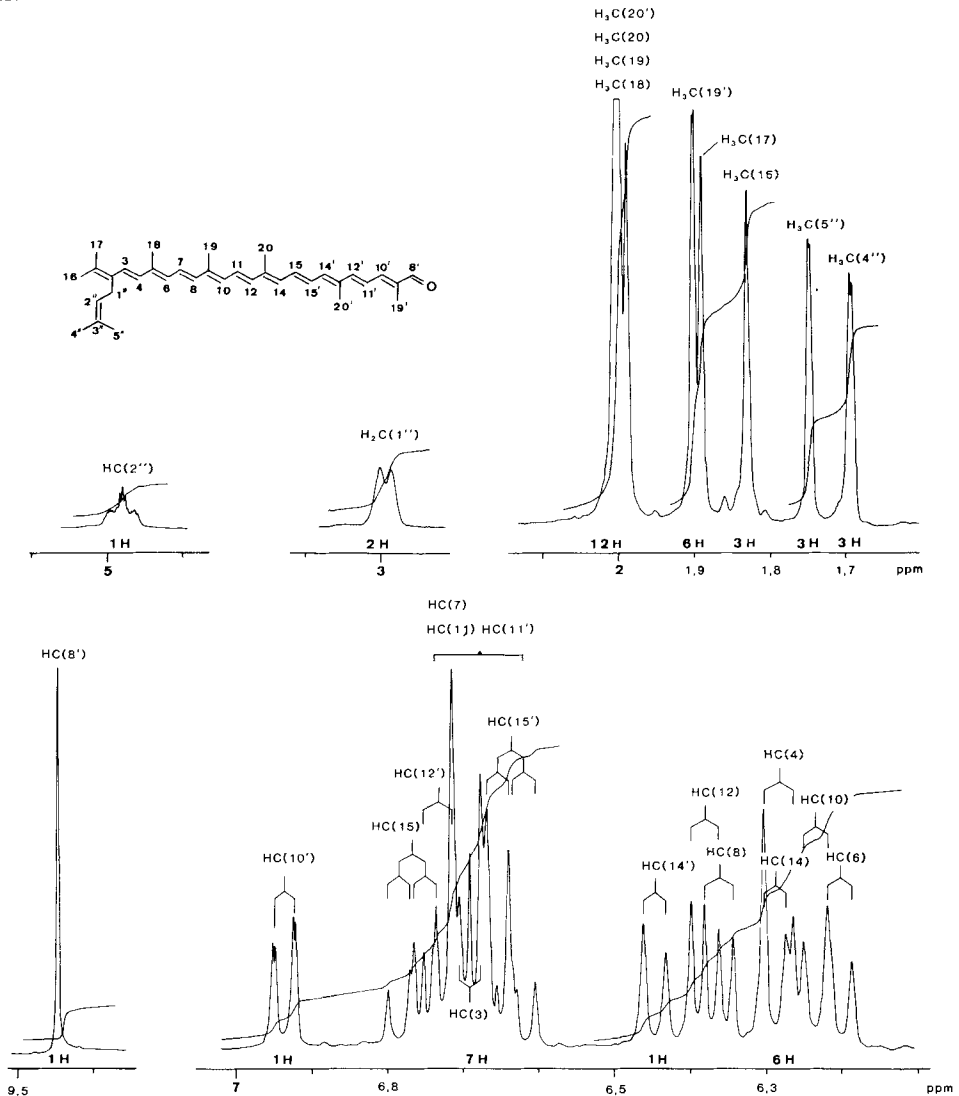 H₃C(20')
H₃C(20)
H₃C(19)
H₃C(18)
H₃C(19')
H₃C(17)
H₃C(16)
H₃C(5'')
H₃C(4'')
17 3 18 7 19 11 20 15 14' 12' 10' 8'
16 4 6 8 10 12 14 15' 11' O
1'' 20' 19'
2''
4'' 3'' 5''
HC(2'')
H₂C(1'')
1 H 2 H 12 H 6 H 3 H 3 H 3 H
5 3 2 1,9 1,8 1,7 ppm
HC(7)
HC(11) HC(11')
HC(8')
HC(15')
HC(12')
HC(4)
HC(15)
HC(12)
HC(10)
HC(10')
HC(14')
HC(8)
HC(14)
HC(6)
HC(3)
1 H 1 H 7 H 1 H 6 H
9,5 7 6,8 6,5 6,3 ppm